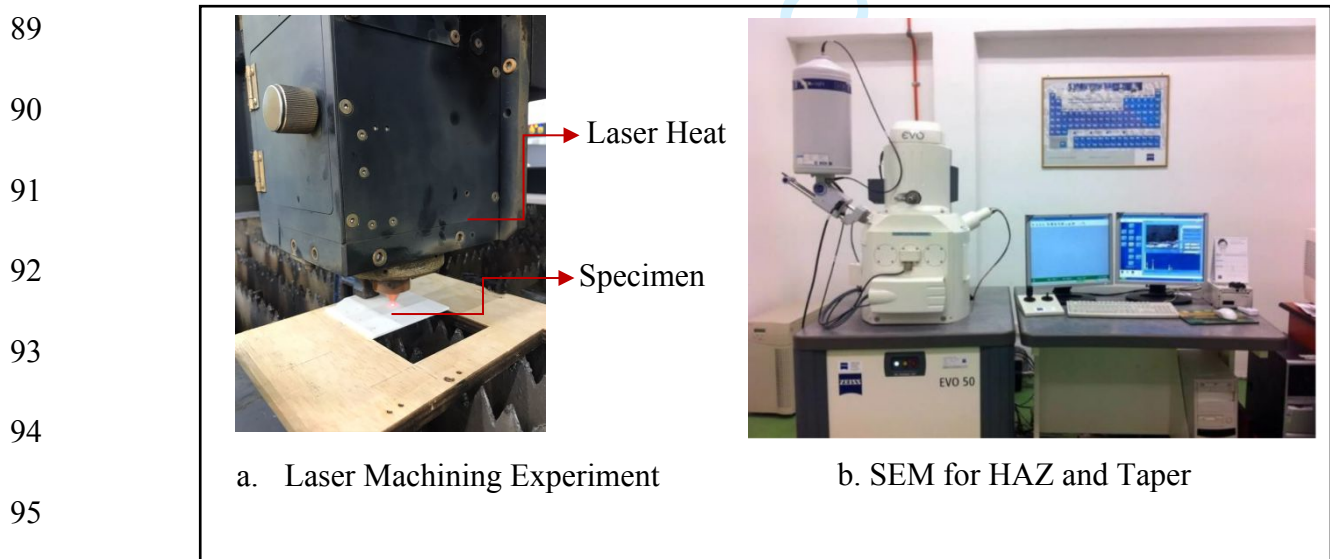 89
90
91
92
93
94
95
Laser Heat
Specimen
EVO
ZEISS
EVO 50
a. Laser Machining Experiment
b. SEM for HAZ and Taper